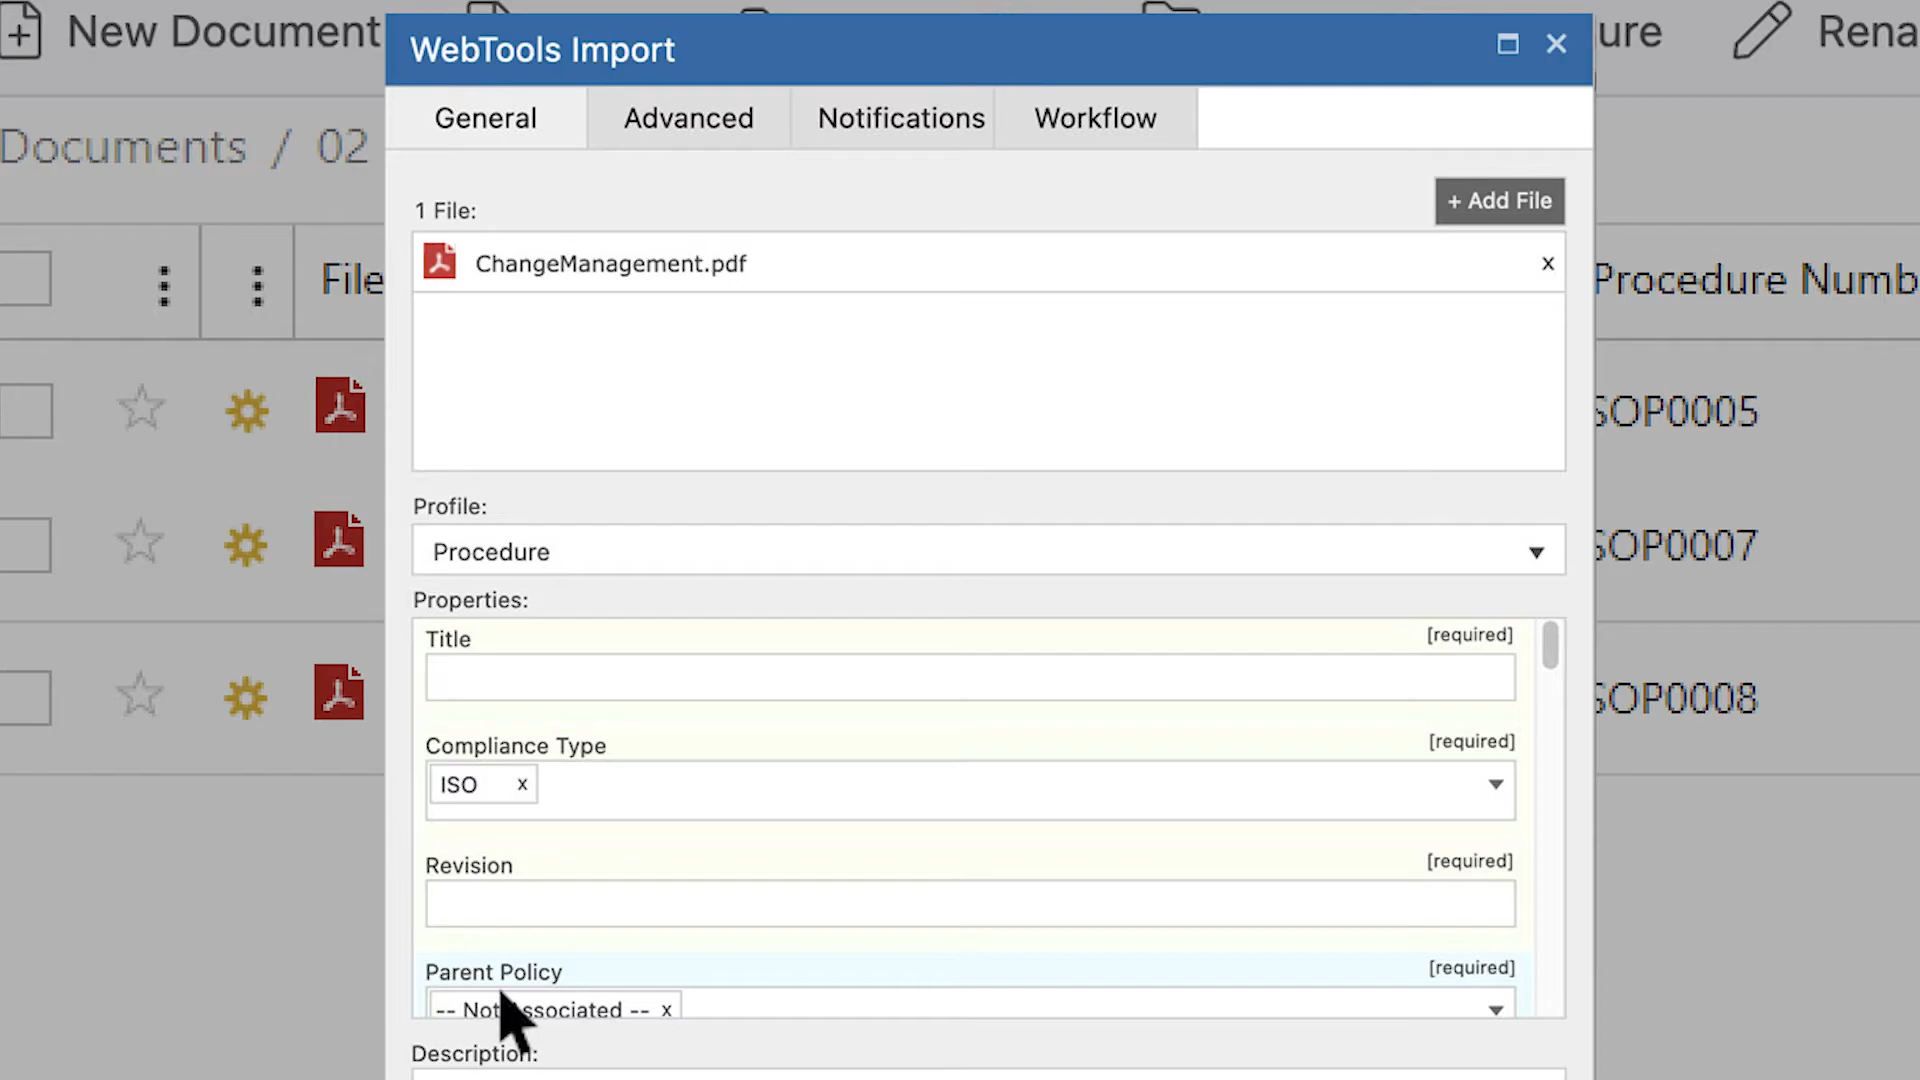 New Document
WebTools Import
ure
Rena
General
Advanced
Notifications
Workflow
Documents / 02
1 File:
+ Add File
ChangeManagement.pdf
x
File
Procedure Numb
SOP0005
Profile:
Procedure
SOP0007
Properties:
Title
[required]
SOP0008
Compliance Type
[required]
ISO x
Revision
[required]
Parent Policy
[required]
-- Not Associated -- x
Description: